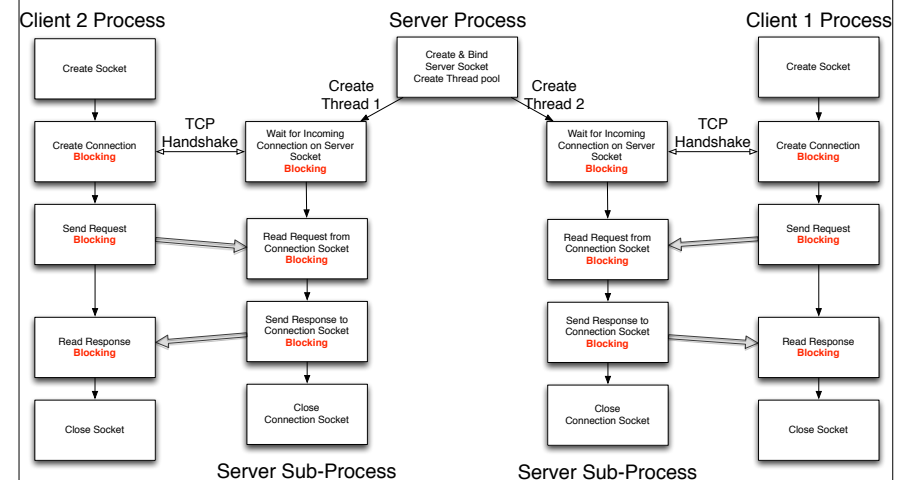 Client 2 Process
Server Process
Client 1 Process
Create Socket
Create & Bind
Server Socket
Create Thread pool
Create Socket
Create
Thread 1
Create
Thread 2
Create Connection
Blocking
TCP
Handshake
Wait for Incoming
Connection on Server
Socket
Blocking
Wait for Incoming
Connection on Server
Socket
Blocking
TCP
Handshake
Create Connection
Blocking
Send Request
Blocking
Read Request from
Connection Socket
Blocking
Read Request from
Connection Socket
Blocking
Send Request
Blocking
Read Response
Blocking
Send Response to
Connection Socket
Blocking
Send Response to
Connection Socket
Blocking
Read Response
Blocking
Close Socket
Close
Connection Socket
Close
Connection Socket
Close Socket
Server Sub-Process
Server Sub-Process